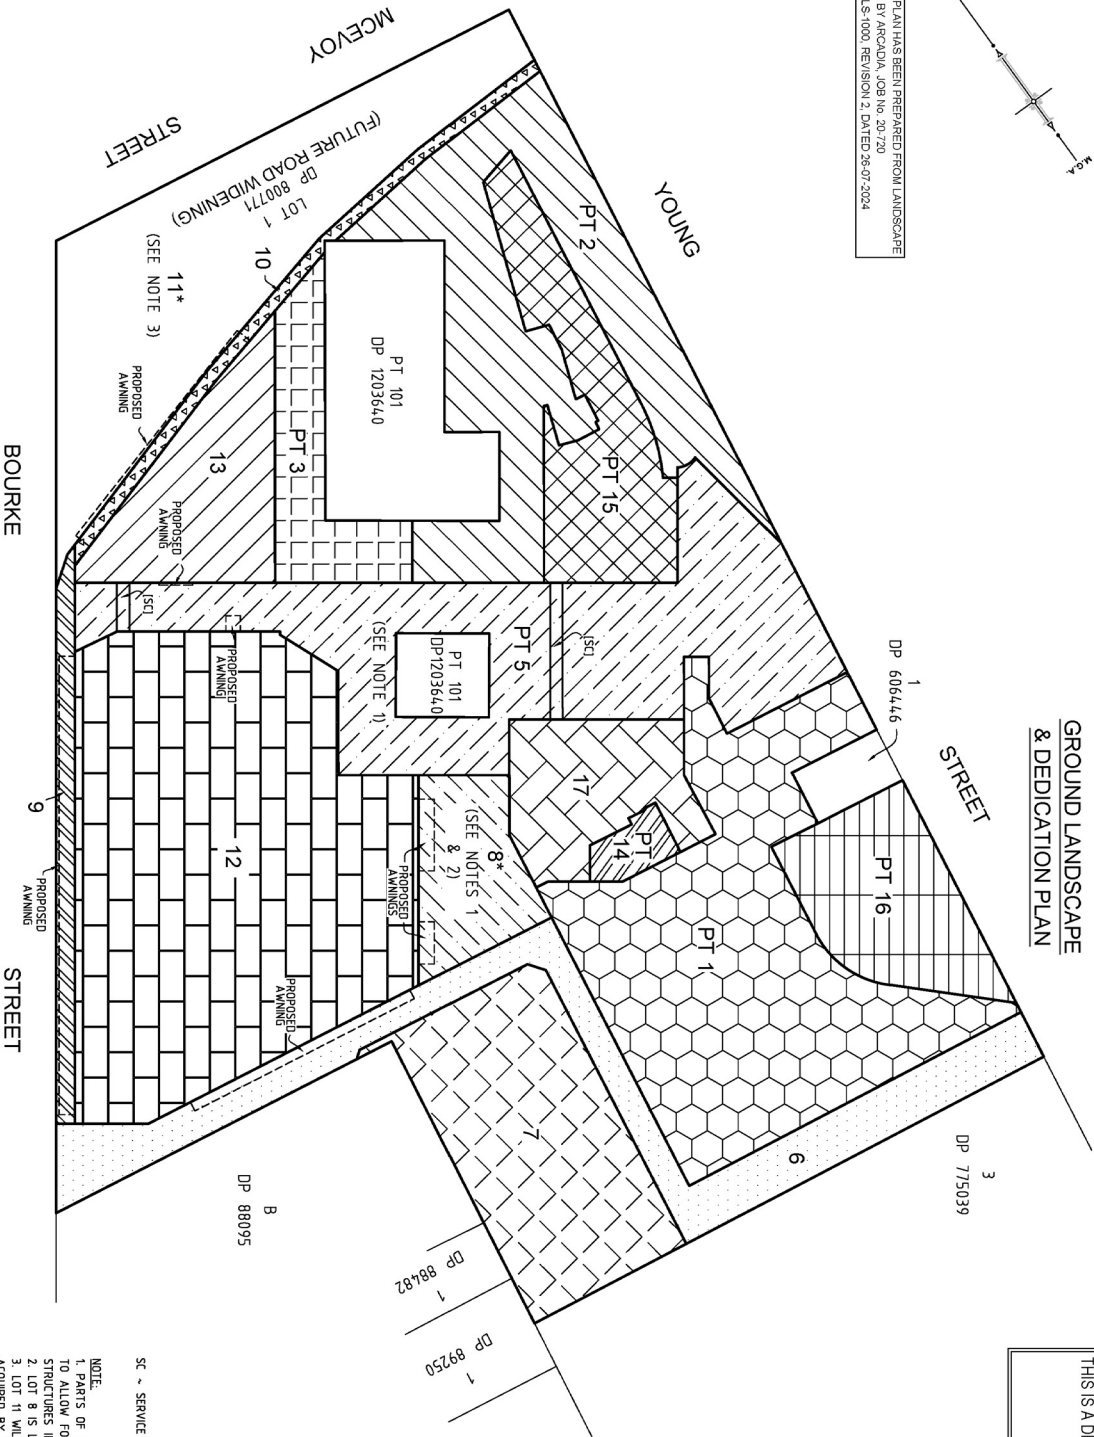 GROUND LANDSCAPE
& DEDICATION PLAN
PLAN HAS BEEN PREPARED FROM LANDSCAPE
BY ARCADIA, JOB No. 20-720
LS-1000, REVISION 2, DATED 26-07-2024
M.G.A.
THIS IS A
MCEVOY
STREET
YOUNG
STREET
BOURKE
STREET
(FUTURE ROAD WIDENING)
DP 800771
LOT 1
10
11*
(SEE NOTE 3)
PROPOSED
AWNING
13
PT 3
PT 101
DP 1203640
PT 2
PT 15
PROPOSED
AWNING
[SC]
[SC]
PT 5
(SEE NOTE 1)
PT 101
DP1203640
PROPOSED
AWNING
1
DP 606446
17
PT
14
PT 16
PT 1
8*
(SEE NOTES 1
& 2)
PROPOSED
AWNINGS
12
9
PROPOSED
AWNING
PROPOSED
AWNING
7
6
3
DP 775039
B
DP 88095
1
DP 88482
1
DP 89250
SC ~ SERVICE
NOTE:
1. PARTS OF
TO ALLOW FO
STRUCTURES
2. LOT 8 IS
3. LOT 11 WIL
ACQUIRED BY